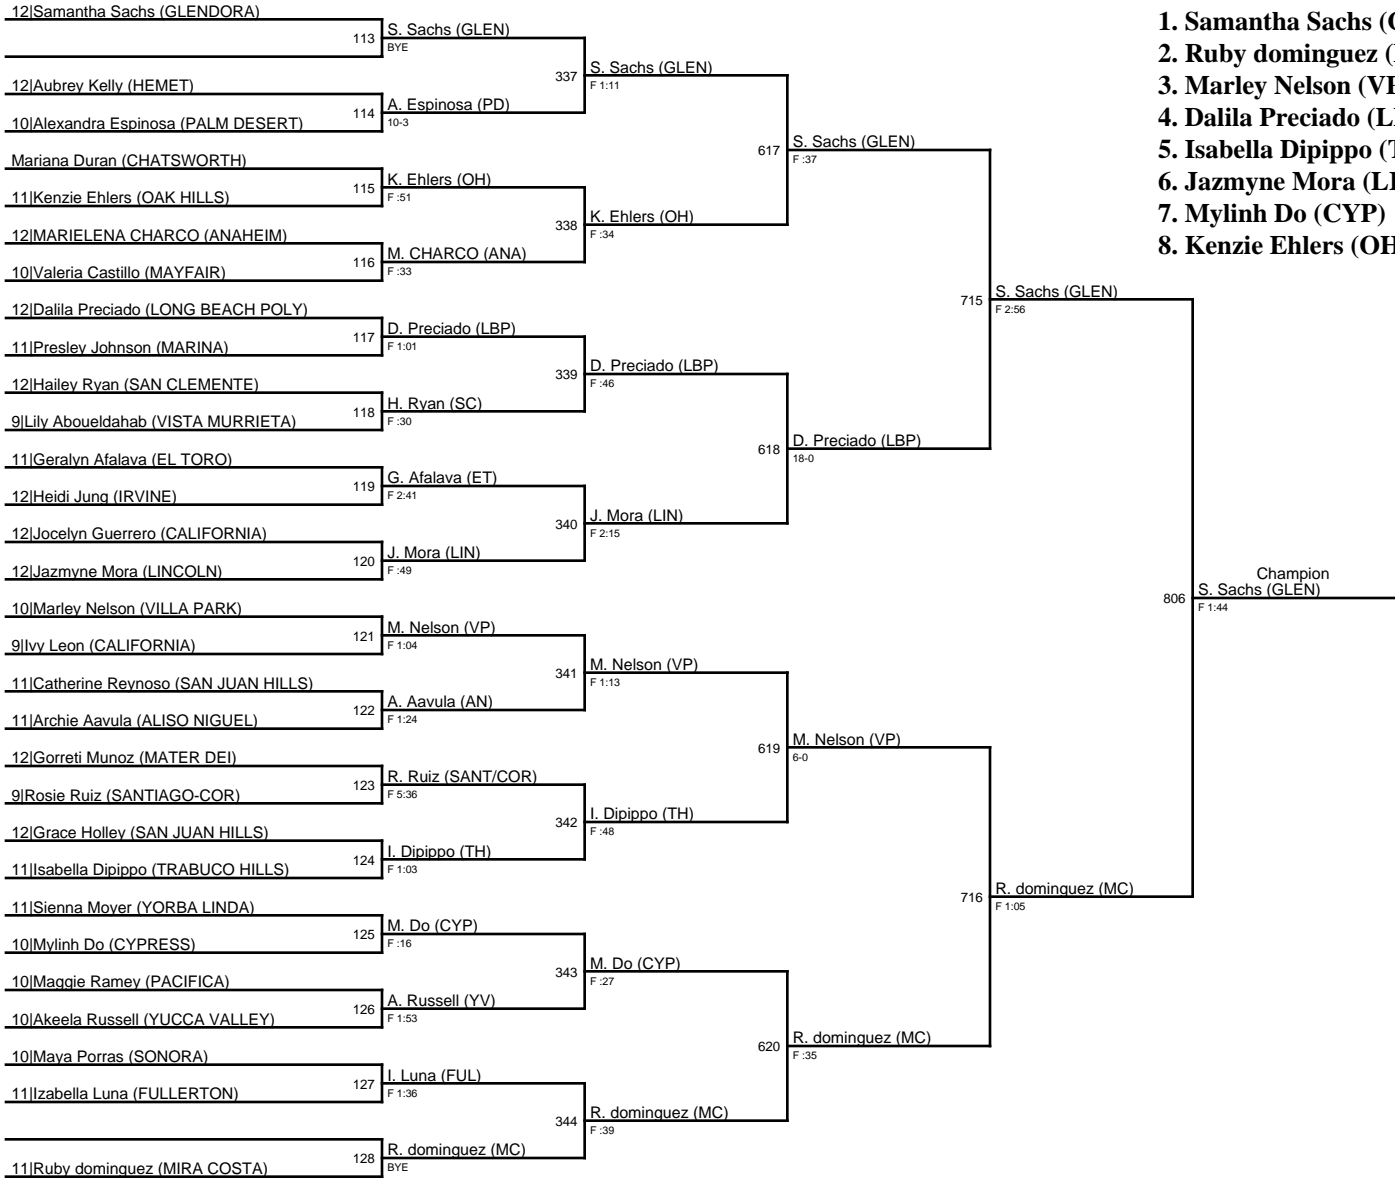 12|Samantha Sachs (GLENDORA)
113
S. Sachs (GLEN)
BYE
12|Aubrey Kelly (HEMET)
10|Alexandra Espinosa (PALM DESERT)
114
A. Espinosa (PD)
10-3
337
S. Sachs (GLEN)
F 1:11
Mariana Duran (CHATSWORTH)
11|Kenzie Ehlers (OAK HILLS)
115
K. Ehlers (OH)
F :51
12|MARIELENA CHARCO (ANAHEIM)
10|Valeria Castillo (MAYFAIR)
116
M. CHARCO (ANA)
F :33
338
K. Ehlers (OH)
F :34
617
S. Sachs (GLEN)
F :37
12|Dalila Preciado (LONG BEACH POLY)
11|Presley Johnson (MARINA)
117
D. Preciado (LBP)
F 1:01
12|Hailey Ryan (SAN CLEMENTE)
9|Lily Aboueldahab (VISTA MURRIETA)
118
H. Ryan (SC)
F :30
339
D. Preciado (LBP)
F :46
11|Geralyn Afalava (EL TORO)
12|Heidi Jung (IRVINE)
119
G. Afalava (ET)
F 2:41
12|Jocelyn Guerrero (CALIFORNIA)
12|Jazmyne Mora (LINCOLN)
120
J. Mora (LIN)
F :49
340
J. Mora (LIN)
F 2:15
618
D. Preciado (LBP)
18-0
715
S. Sachs (GLEN)
F 2:56
10|Marley Nelson (VILLA PARK)
9|Ivy Leon (CALIFORNIA)
121
M. Nelson (VP)
F 1:04
11|Catherine Reynoso (SAN JUAN HILLS)
11|Archie Aavula (ALISO NIGUEL)
122
A. Aavula (AN)
F 1:24
341
M. Nelson (VP)
F 1:13
12|Gorreti Munoz (MATER DEI)
9|Rosie Ruiz (SANTIAGO-COR)
123
R. Ruiz (SANT/COR)
F 5:36
12|Grace Holley (SAN JUAN HILLS)
11|Isabella Dipippo (TRABUCO HILLS)
124
I. Dipippo (TH)
F 1:03
342
I. Dipippo (TH)
F :48
619
M. Nelson (VP)
6-0
11|Sienna Moyer (YORBA LINDA)
10|Mylinh Do (CYPRESS)
125
M. Do (CYP)
F :16
10|Maggie Ramey (PACIFICA)
10|Akeela Russell (YUCCA VALLEY)
126
A. Russell (YV)
F 1:53
343
M. Do (CYP)
F :27
10|Maya Porras (SONORA)
11|Izabella Luna (FULLERTON)
127
I. Luna (FUL)
F 1:36
11|Ruby dominguez (MIRA COSTA)
128
R. dominguez (MC)
BYE
344
R. dominguez (MC)
F :39
620
R. dominguez (MC)
F :35
716
R. dominguez (MC)
F 1:05
806
Champion
S. Sachs (GLEN)
F 1:44
1. Samantha Sachs (
2. Ruby dominguez (
3. Marley Nelson (VP
4. Dalila Preciado (L
5. Isabella Dipippo (
6. Jazmyne Mora (LI
7. Mylinh Do (CYP)
8. Kenzie Ehlers (OH